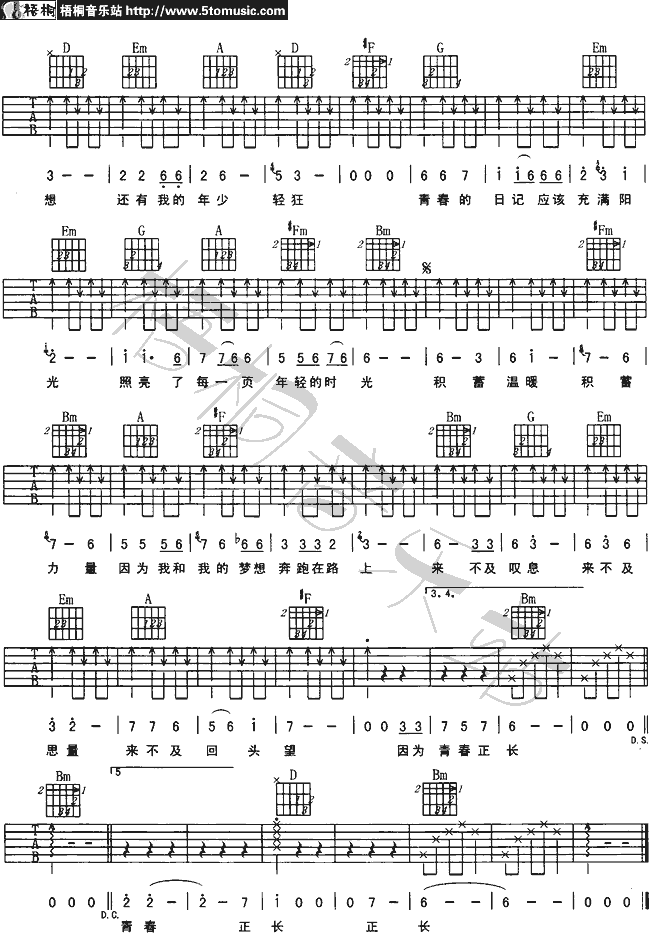 梧桐 梧桐音乐站 http://www.5tomusic.com
D Em A D #F G Em
T A B
3 - - | 2 2 6 6 | 2 6 - | 5 3 - | 0 0 0 | 6 6 7 | i i 6 6 6 | 2 3 i
想 还有我的 年少 轻狂 青春的 日记应该 充满阳
Em G A #Fm Bm #Fm
T A B
2 - - | i i· 6 | 7 7 6 6 | 5 5 6 7 6 | 6 - - | 6 - 3 | 6 i - | 7 - 6
光 照亮了 每一页 年轻的时 光 积蓄 温暖 积蓄
Bm A #F Bm G Em
T A B
7 - 6 | 5 5 5 6 | 7 6 b6 6 | 3 3 3 2 | 3 - - | 6 - 3 3 | 6 3 - | 6 3 6
力量 因为我和 我的梦想 奔跑在路 上 来 不及 叹息 来不及
Em A #F 3.4. Bm
T A B
3 2 - | 7 7 6 | 5 6 i | 7 - - | 0 0 3 3 | 7 5 7 | 6 - - | 0 0 0
D.S.
思量 来不及 回头 望 因为 青春正 长
Bm 5 D Bm
T A B
0 0 0 | 2 2 - | 2 - 7 | i 0 0 | 7 - 0 | 7 - 0 | 6 - - | 6 - - | 0 0 0
D.C.
青春 正 长 正 长